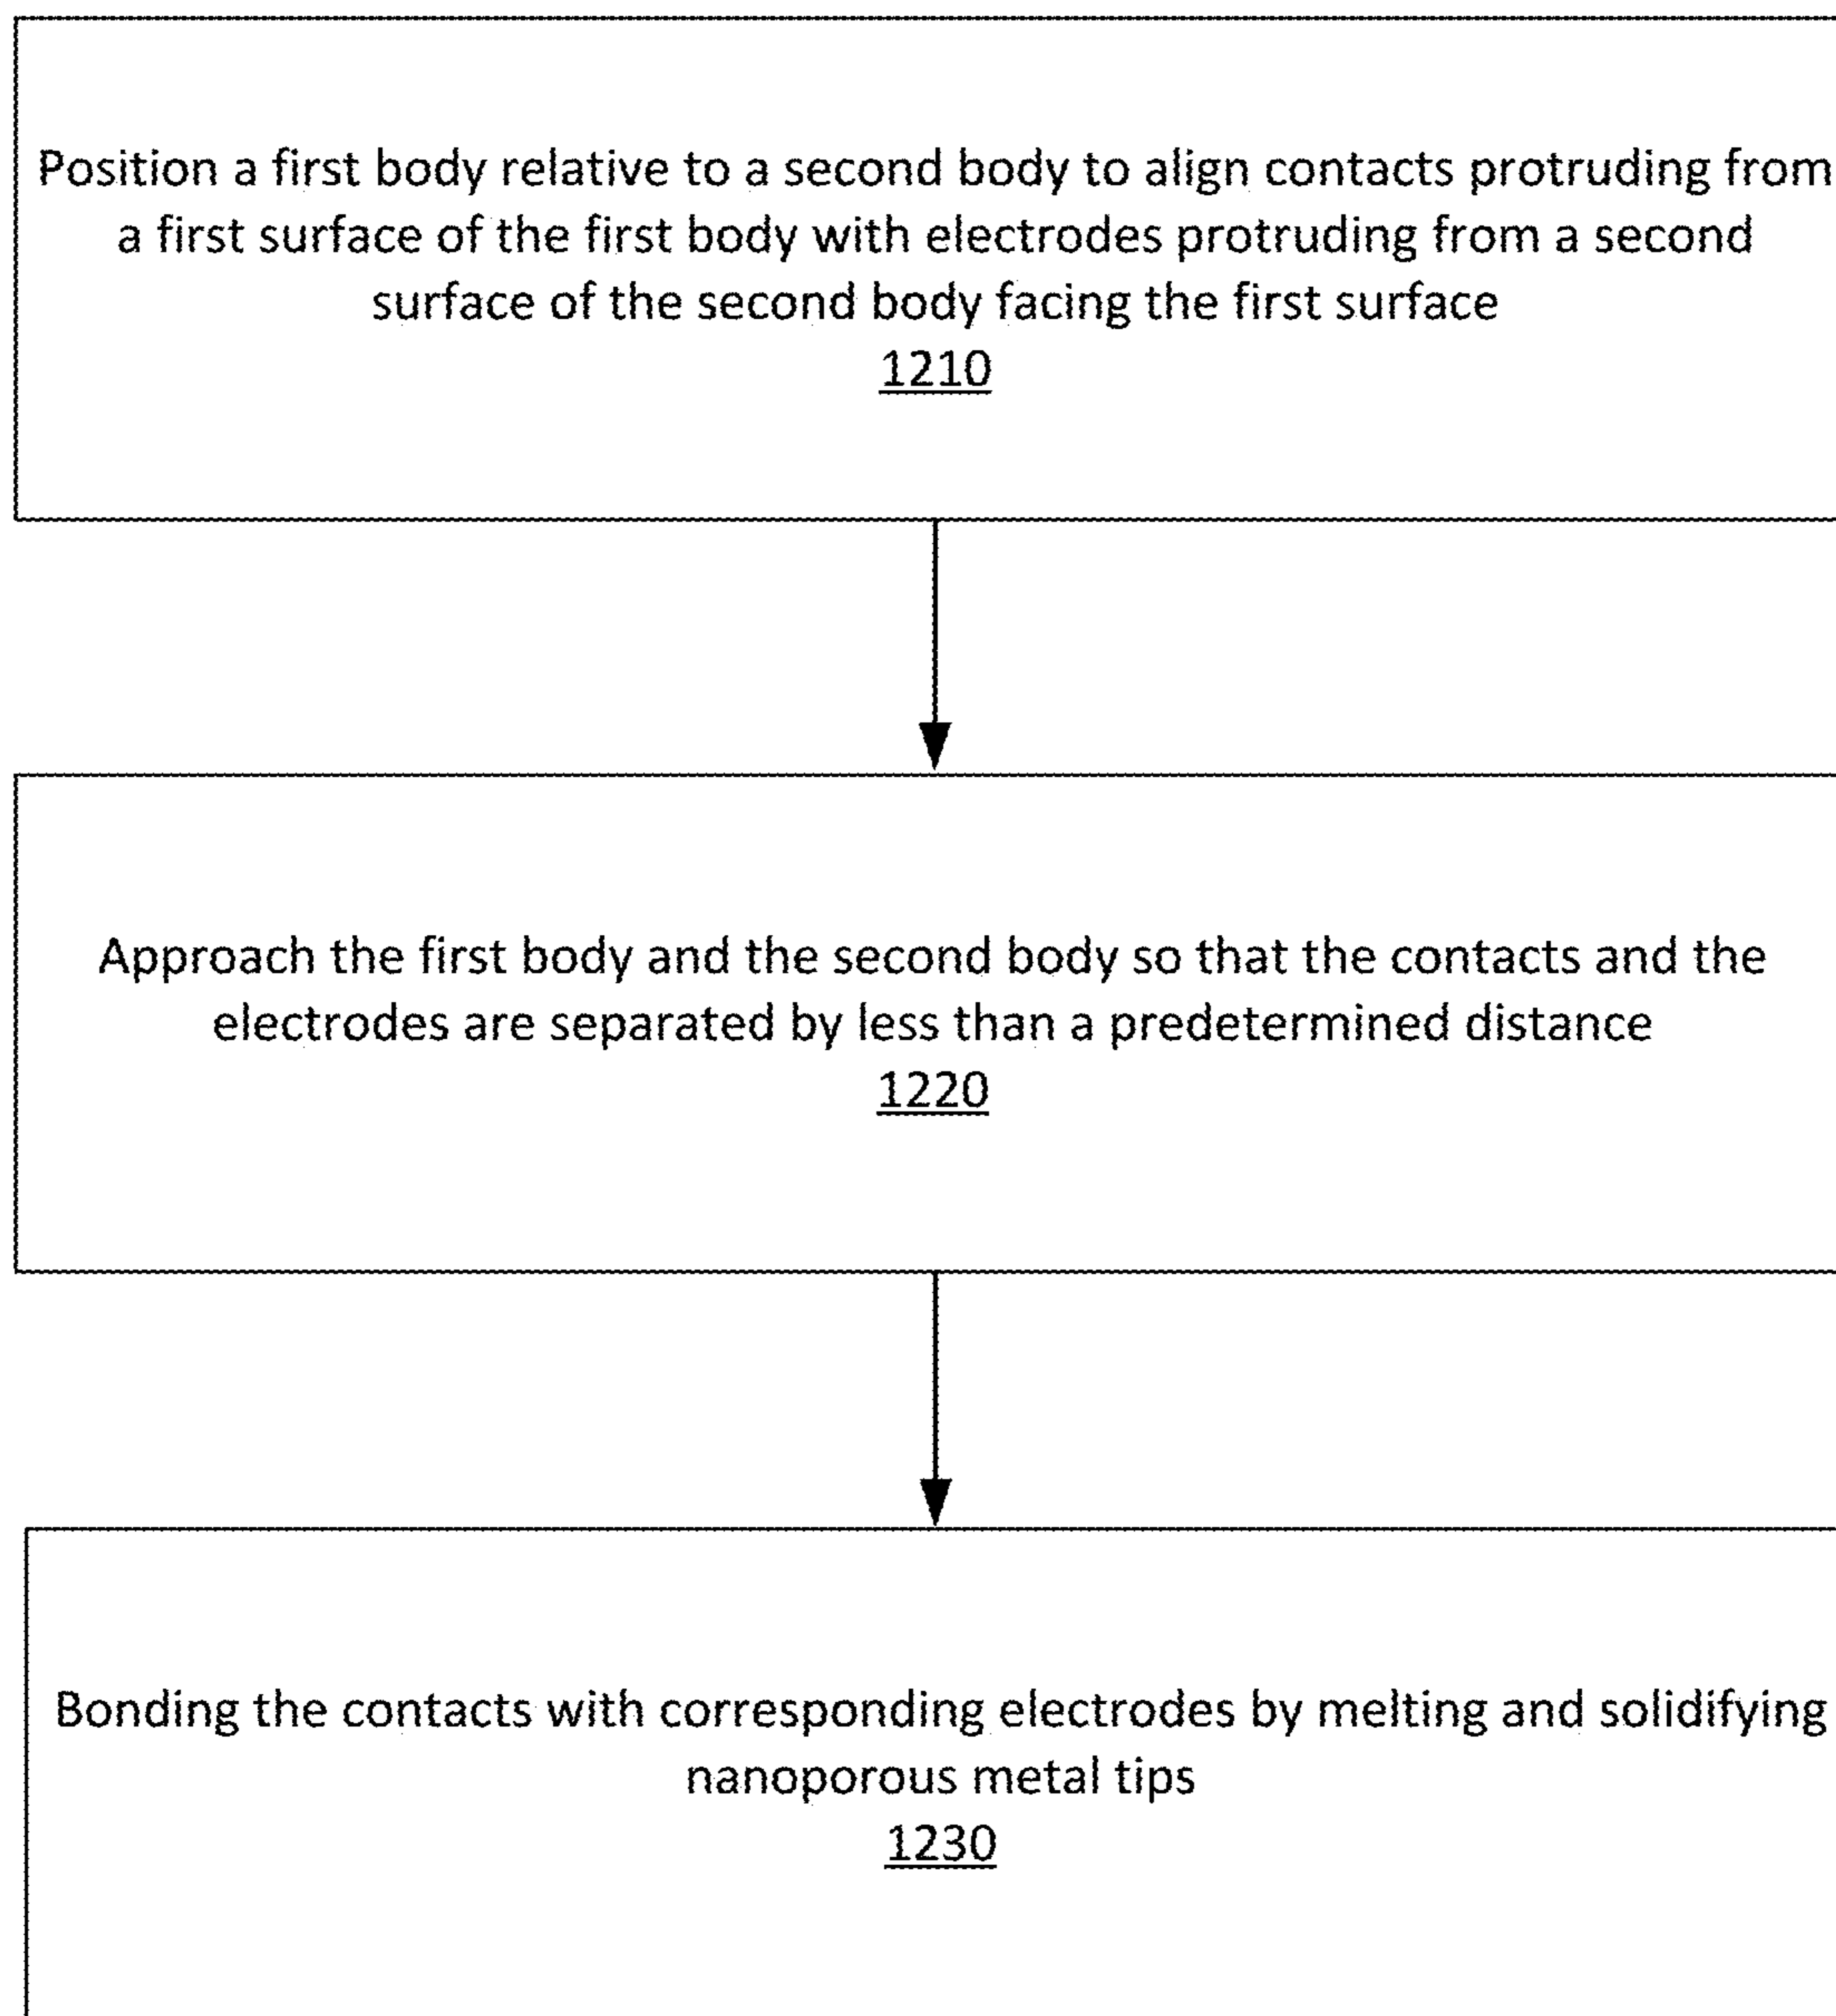 Position a first body relative to a second body to align contacts protruding from
a first surface of the first body with electrodes protruding from a second
surface of the second body facing the first surface
1210
Approach the first body and the second body so that the contacts and the
electrodes are separated by less than a predetermined distance
1220
Bonding the contacts with corresponding electrodes by melting and solidifying
nanoporous metal tips
1230